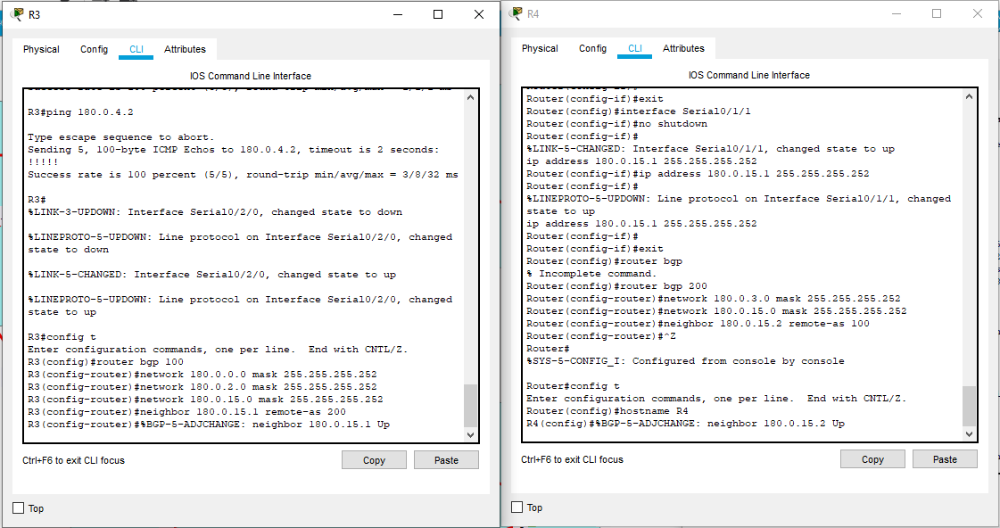 R3
Physical Config CLI Attributes
IOS Command Line Interface
R3#ping 180.0.4.2
Type escape sequence to abort.
Sending 5, 100-byte ICMP Echos to 180.0.4.2, timeout is 2 seconds:
!!!!!
Success rate is 100 percent (5/5), round-trip min/avg/max = 3/8/32 ms
R3#
%LINK-3-UPDOWN: Interface Serial0/2/0, changed state to down
%LINEPROTO-5-UPDOWN: Line protocol on Interface Serial0/2/0, changed
state to down
%LINK-5-CHANGED: Interface Serial0/2/0, changed state to up
%LINEPROTO-5-UPDOWN: Line protocol on Interface Serial0/2/0, changed
state to up
R3#config t
Enter configuration commands, one per line.  End with CNTL/Z.
R3(config)#router bgp 100
R3(config-router)#network 180.0.0.0 mask 255.255.255.252
R3(config-router)#network 180.0.2.0 mask 255.255.255.252
R3(config-router)#network 180.0.15.0 mask 255.255.255.252
R3(config-router)#neighbor 180.0.15.1 remote-as 200
R3(config-router)#%BGP-5-ADJCHANGE: neighbor 180.0.15.1 Up
Ctrl+F6 to exit CLI focus
Copy
Paste
Top
R4
Physical Config CLI Attributes
IOS Command Line Interface
Router(config-if)#
Router(config-if)#exit
Router(config)#interface Serial0/1/1
Router(config-if)#no shutdown
Router(config-if)#
%LINK-5-CHANGED: Interface Serial0/1/1, changed state to up
ip address 180.0.15.1 255.255.255.252
Router(config-if)#ip address 180.0.15.1 255.255.255.252
Router(config-if)#
%LINEPROTO-5-UPDOWN: Line protocol on Interface Serial0/1/1, changed
state to up
ip address 180.0.15.1 255.255.255.252
Router(config-if)#
Router(config-if)#exit
Router(config)#router bgp
% Incomplete command.
Router(config)#router bgp 200
Router(config-router)#network 180.0.3.0 mask 255.255.255.252
Router(config-router)#network 180.0.15.0 mask 255.255.255.252
Router(config-router)#neighbor 180.0.15.2 remote-as 100
Router(config-router)#^Z
Router#
%SYS-5-CONFIG_I: Configured from console by console
Router#config t
Enter configuration commands, one per line.  End with CNTL/Z.
Router(config)#hostname R4
R4(config)#%BGP-5-ADJCHANGE: neighbor 180.0.15.2 Up
Ctrl+F6 to exit CLI focus
Copy
Paste
Top